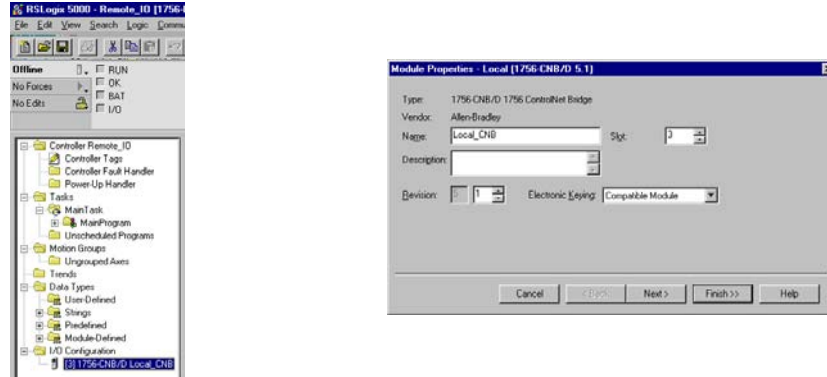 RSLogix 5000 - Remote_IO [1756-
File Edit View Search Logic Commu
Offline
RUN
No Forces
OK
BAT
No Edits
I/O
Controller Remote_IO
Controller Tags
Controller Fault Handler
Power-Up Handler
Tasks
MainTask
MainProgram
Unscheduled Programs
Motion Groups
Ungrouped Axes
Trends
Data Types
User-Defined
Strings
Predefined
Module-Defined
I/O Configuration
[3] 1756-CNB/D Local_CNB
Module Properties - Local (1756-CNB/D 5.1)
Type: 1756-CNB/D 1756 ControlNet Bridge
Vendor: Allen-Bradley
Name: Local_CNB Slot: 3
Description:
Revision: 5 1 Electronic Keying: Compatible Module
Cancel < Back Next > Finish >> Help